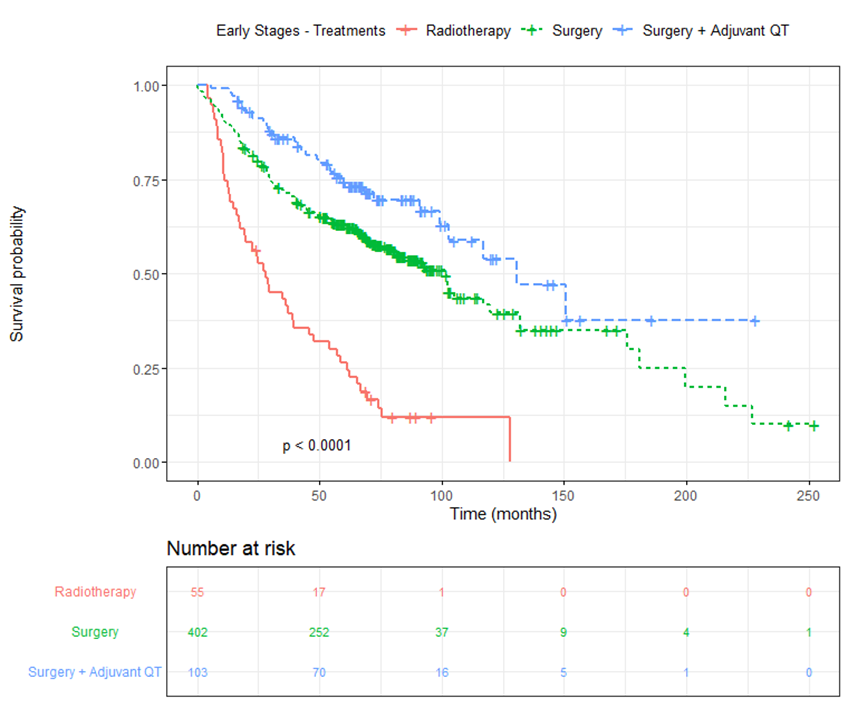 Early Stages - Treatments Radiotherapy Surgery Surgery + Adjuvant QT
Survival probability
1.00
0.75
0.50
0.25
0.00
p < 0.0001
0 50 100 150 200 250
Time (months)
Number at risk
Radiotherapy 55 17 1 0 0 0
Surgery 402 252 37 9 4 1
Surgery + Adjuvant QT 103 70 16 5 1 0